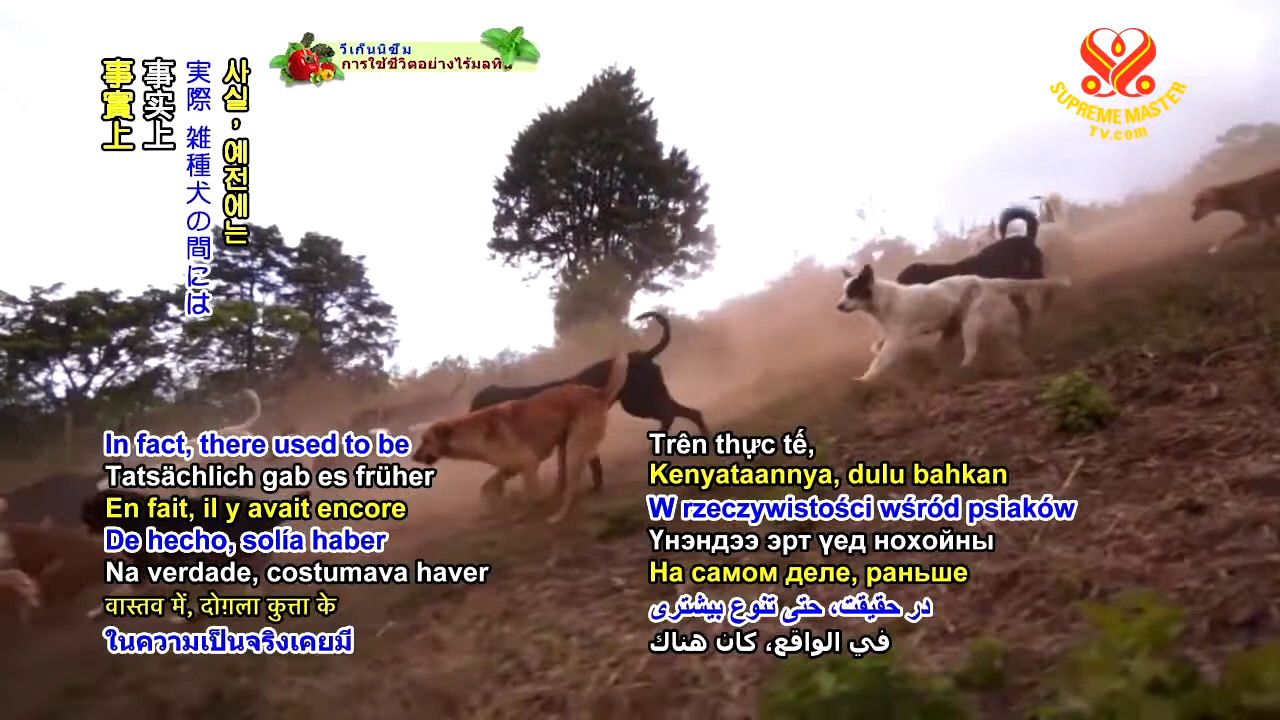 วีแก้นนิซึม
การใช้ชีวิตอย่างไร้มลทิน
SUPREME MASTER
TV.com
事實上
事实上
実際 雑種犬の間には
사실, 예전에는
In fact, there used to be
Tatsächlich gab es früher
En fait, il y avait encore
De hecho, solía haber
Na verdade, costumava haver
वास्तव में, दोग़ला कुत्ता के
ในความเป็นจริงเคยมี
Trên thực tế,
Kenyataannya, dulu bahkan
W rzeczywistości wśród psiaków
Үнэндээ эрт үед нохойны
На самом деле, раньше
در حقیقت، حتی تنوع بیشتری
في الواقع، كان هناك